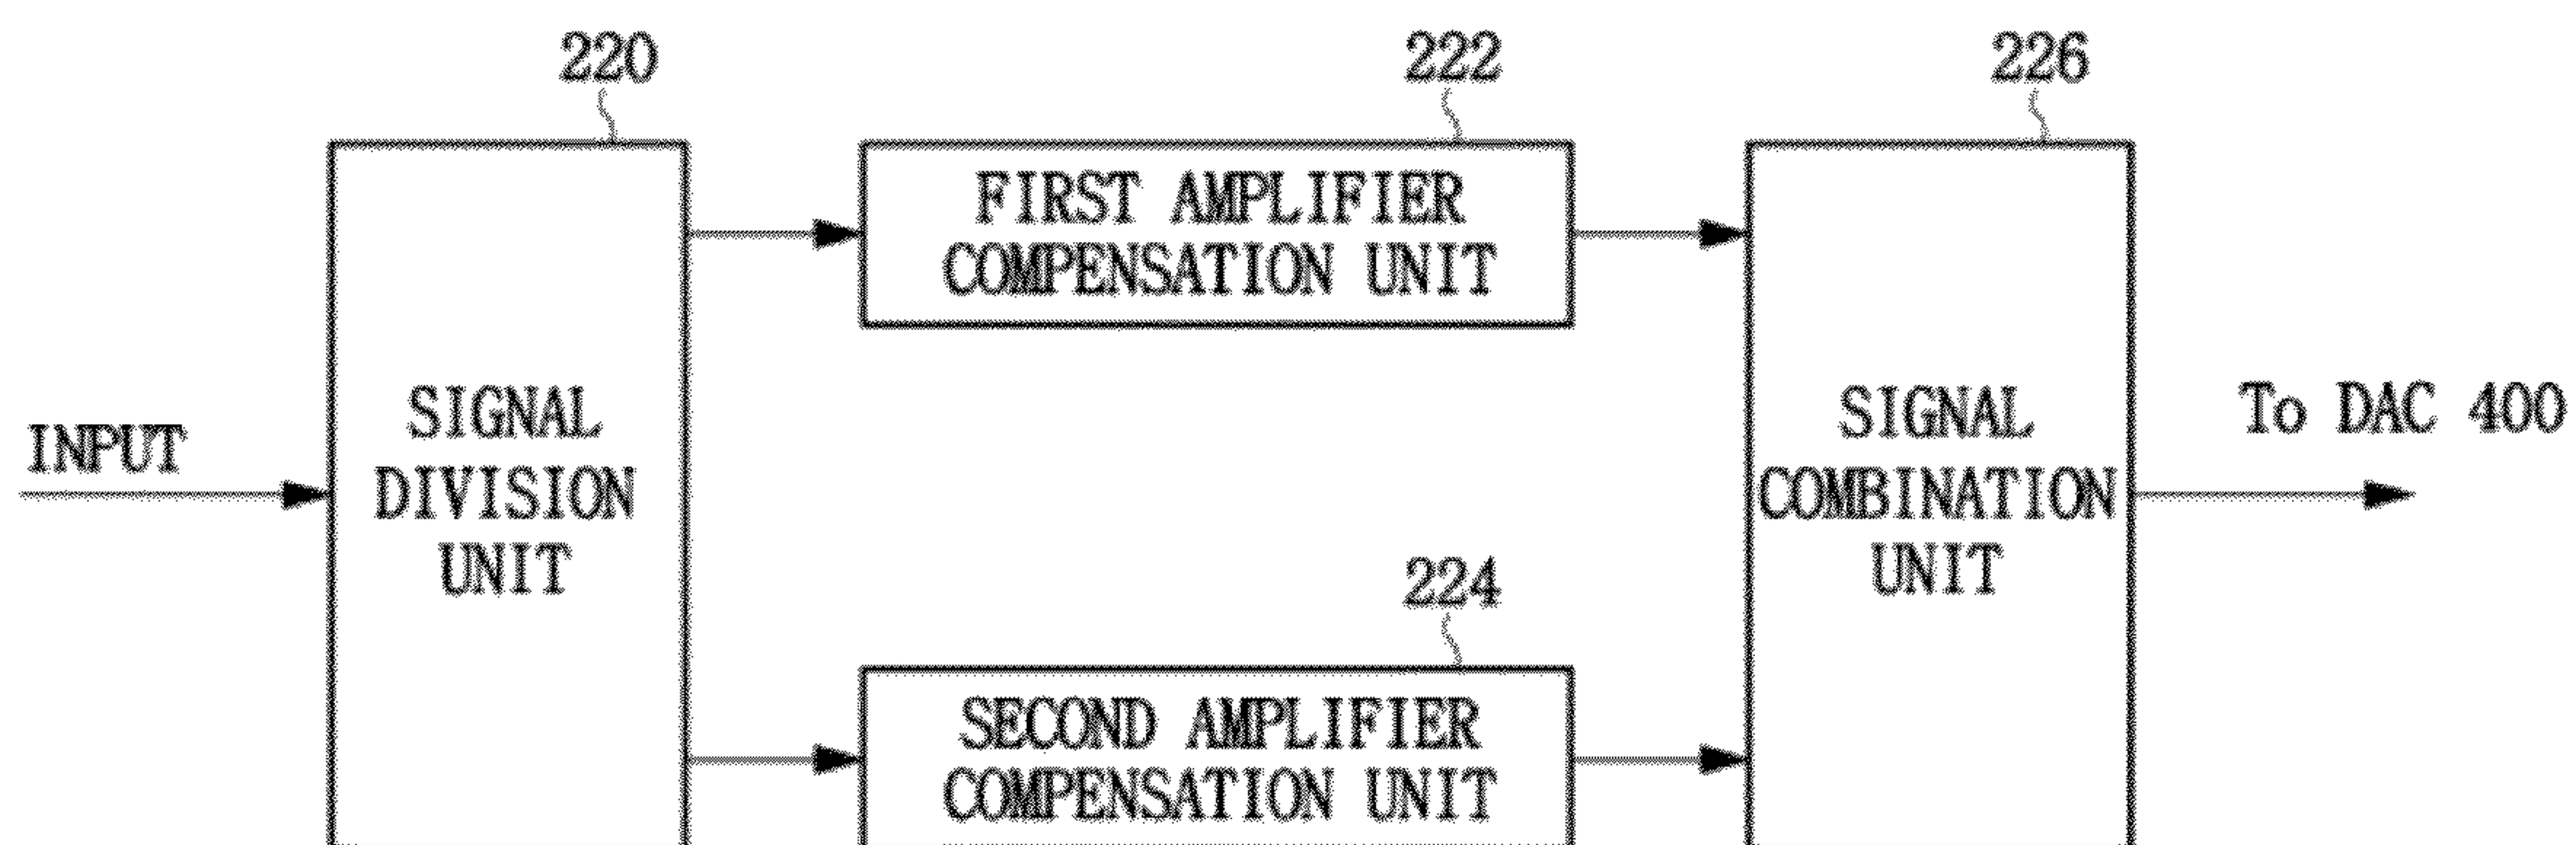 220
222
226
FIRST AMPLIFIER
COMPENSATION UNIT
INPUT
SIGNAL
DIVISION
UNIT
SIGNAL
COMBINATION
UNIT
To DAC 400
224
SECOND AMPLIFIER
COMPENSATION UNIT